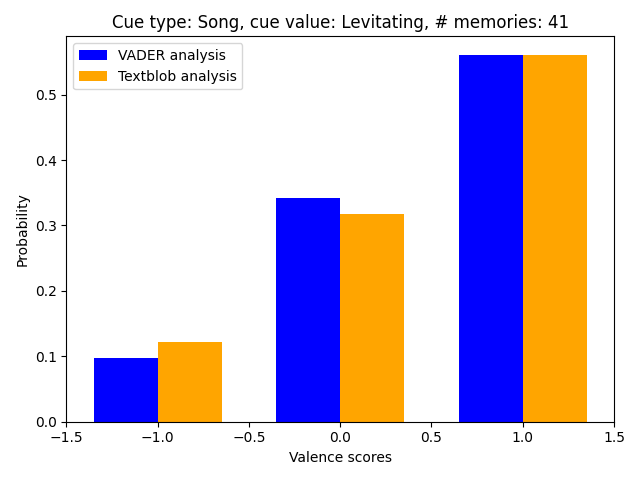 Cue type: Song, cue value: Levitating, # memories: 41
VADER analysis
Textblob analysis
Probability
0.5
0.4
0.3
0.2
0.1
0.0
−1.5 −1.0 −0.5 0.0 0.5 1.0 1.5
Valence scores